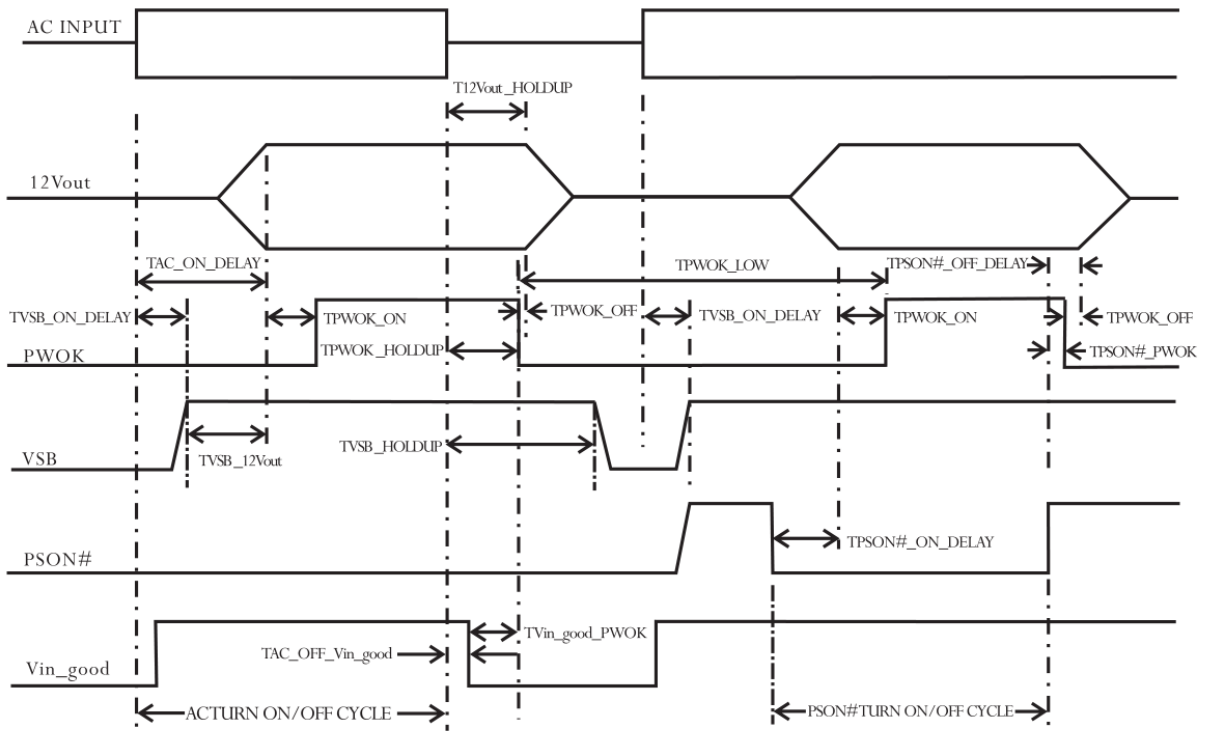 AC INPUT
T12Vout_HOLDUP
12Vout
TAC_ON_DELAY
TPWOK_LOW
TPSON#_OFF_DELAY
TVSB_ON_DELAY
TPWOK_ON
TPWOK_OFF
TVSB_ON_DELAY
TPWOK_ON
TPWOK_OFF
PWOK
TPWOK_HOLDUP
TPSON#_PWOK
VSB
TVSB_12Vout
TVSB_HOLDUP
PSON#
TPSON#_ON_DELAY
TVin_good_PWOK
TAC_OFF_Vin_good
Vin_good
ACTURN ON/OFF CYCLE
PSON#TURN ON/OFF CYCLE